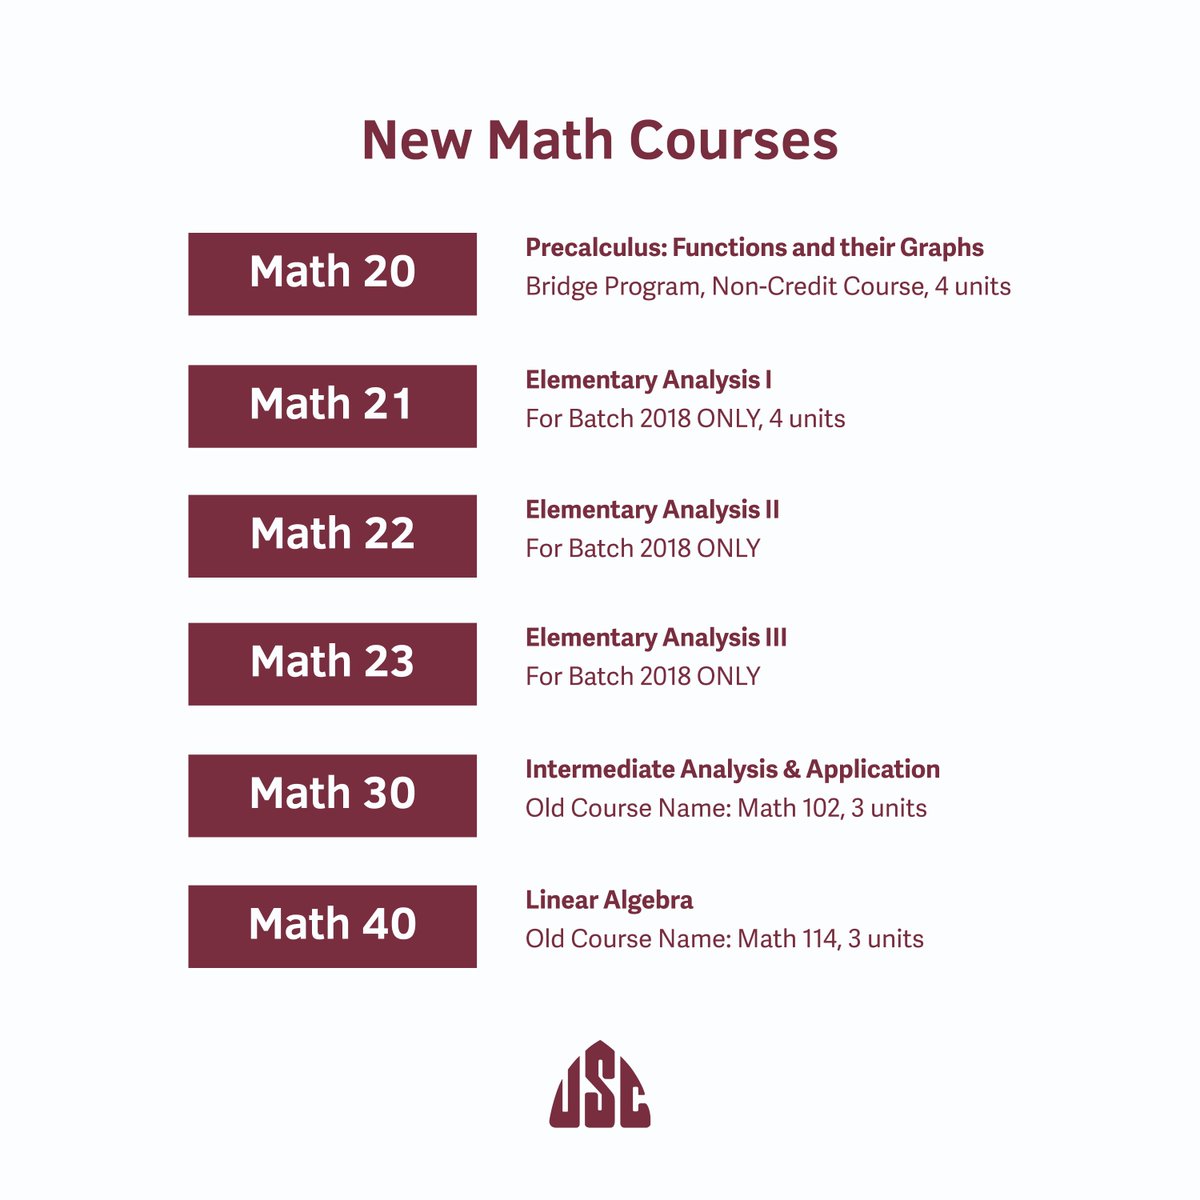 New Math Courses
Math 20
Precalculus: Functions and their Graphs
Bridge Program, Non-Credit Course, 4 units
Math 21
Elementary Analysis I
For Batch 2018 ONLY, 4 units
Math 22
Elementary Analysis II
For Batch 2018 ONLY
Math 23
Elementary Analysis III
For Batch 2018 ONLY
Math 30
Intermediate Analysis & Application
Old Course Name: Math 102, 3 units
Math 40
Linear Algebra
Old Course Name: Math 114, 3 units
USC